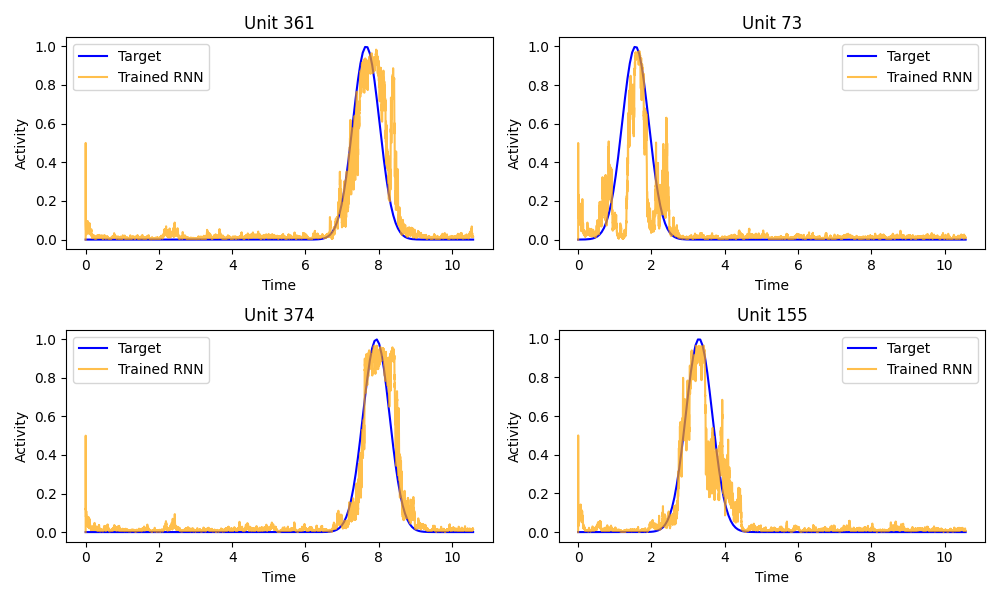 Unit 361
Activity
1.0
0.8
0.6
0.4
0.2
0.0
Target
Trained RNN
0 2 4 6 8 10
Time
Unit 73
Activity
1.0
0.8
0.6
0.4
0.2
0.0
Target
Trained RNN
0 2 4 6 8 10
Time
Unit 374
Activity
1.0
0.8
0.6
0.4
0.2
0.0
Target
Trained RNN
0 2 4 6 8 10
Time
Unit 155
Activity
1.0
0.8
0.6
0.4
0.2
0.0
Target
Trained RNN
0 2 4 6 8 10
Time